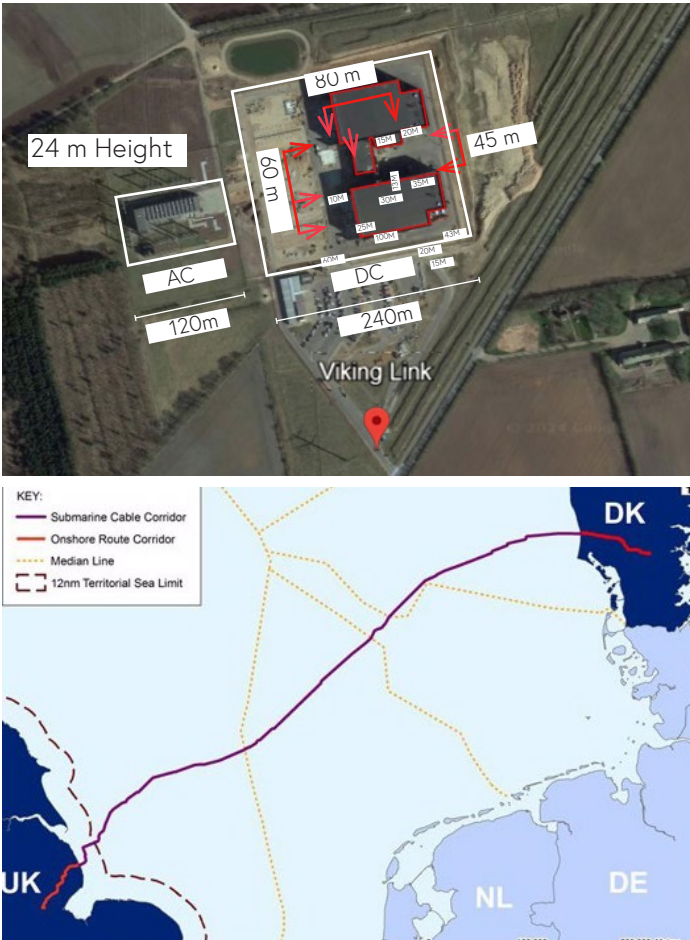 80 m
24 m Height
15M
20M
45 m
60 m
13M
35M
10M
30M
25M
100M
43M
20M
60M
15M
AC
DC
120m
240m
Viking Link
KEY:
Submarine Cable Corridor
Onshore Route Corridor
Median Line
12nm Territorial Sea Limit
DK
UK
NL
DE